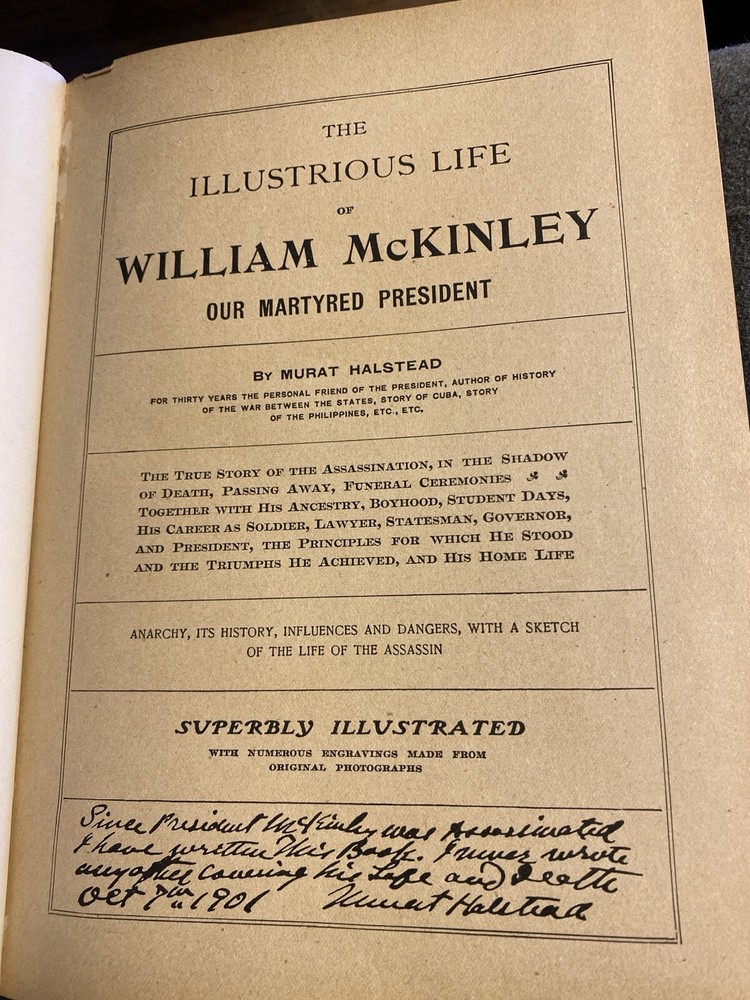 THE
ILLUSTRIOUS LIFE
OF
WILLIAM McKINLEY
OUR MARTYRED PRESIDENT
BY MURAT HALSTEAD
FOR THIRTY YEARS THE PERSONAL FRIEND OF THE PRESIDENT, AUTHOR OF HISTORY
OF THE WAR BETWEEN THE STATES, STORY OF CUBA, STORY
OF THE PHILIPPINES, ETC., ETC.
THE TRUE STORY OF THE ASSASSINATION, IN THE SHADOW
OF DEATH, PASSING AWAY, FUNERAL CEREMONIES
TOGETHER WITH HIS ANCESTRY, BOYHOOD, STUDENT DAYS,
HIS CAREER AS SOLDIER, LAWYER, STATESMAN, GOVERNOR,
AND PRESIDENT, THE PRINCIPLES FOR WHICH HE STOOD
AND THE TRIUMPHS HE ACHIEVED, AND HIS HOME LIFE
ANARCHY, ITS HISTORY, INFLUENCES AND DANGERS, WITH A SKETCH
OF THE LIFE OF THE ASSASSIN
SUPERBLY ILLUSTRATED
WITH NUMEROUS ENGRAVINGS MADE FROM
ORIGINAL PHOTOGRAPHS
Since President McKinley was Assassinated
I have written This Book. I never wrote
any other covering his Life and Death
Oct 7th 1901 Murat Halstead